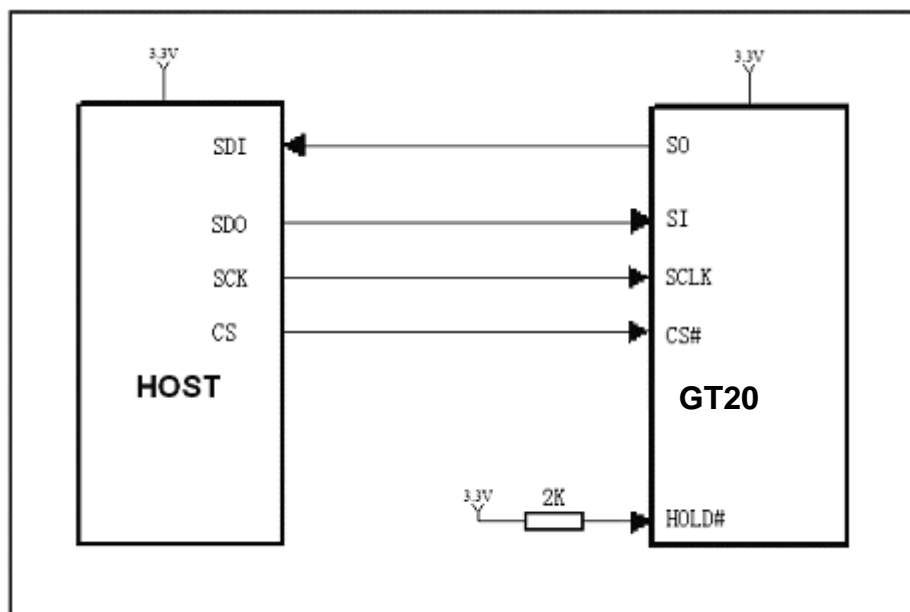 3.3V 3.3V
SDI SO
SDO SI
SCK SCLK
CS CS#
HOST GT20
3.3V 2K HOLD#